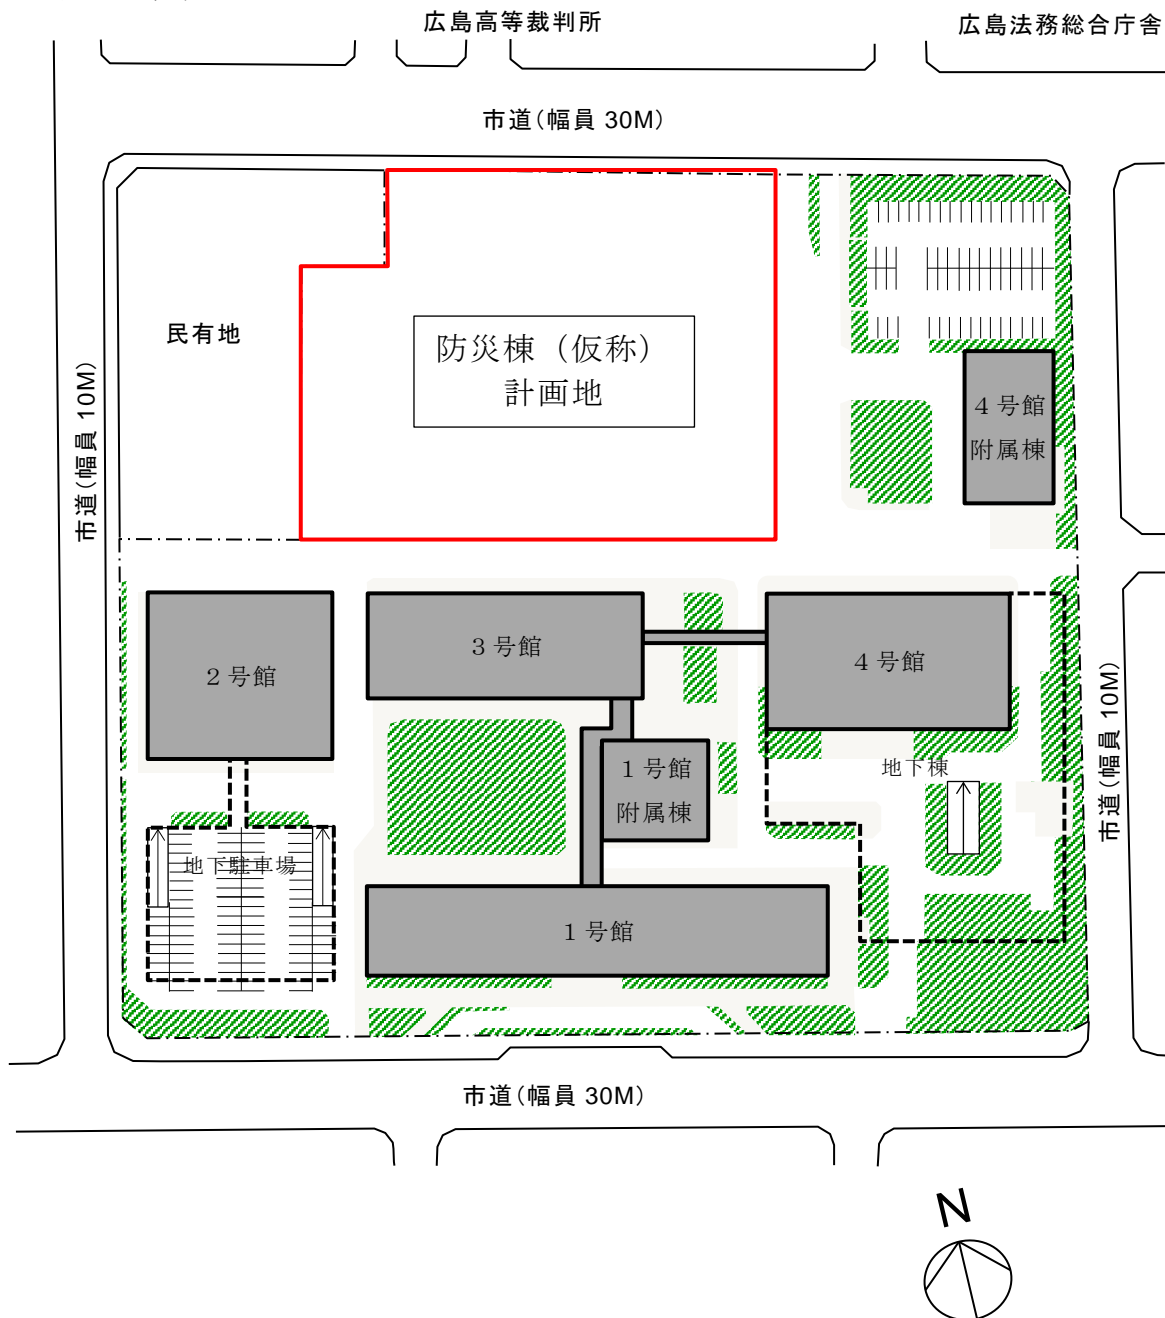 広島高等裁判所
広島法務総合庁舎
市道(幅員 30M)
民有地
防災棟（仮称）
計画地
4号館
附属棟
市道(幅員 10M)
2号館
3号館
4号館
市道(幅員 10M)
1号館
附属棟
地下棟
地下駐車場
1号館
市道(幅員 30M)
N